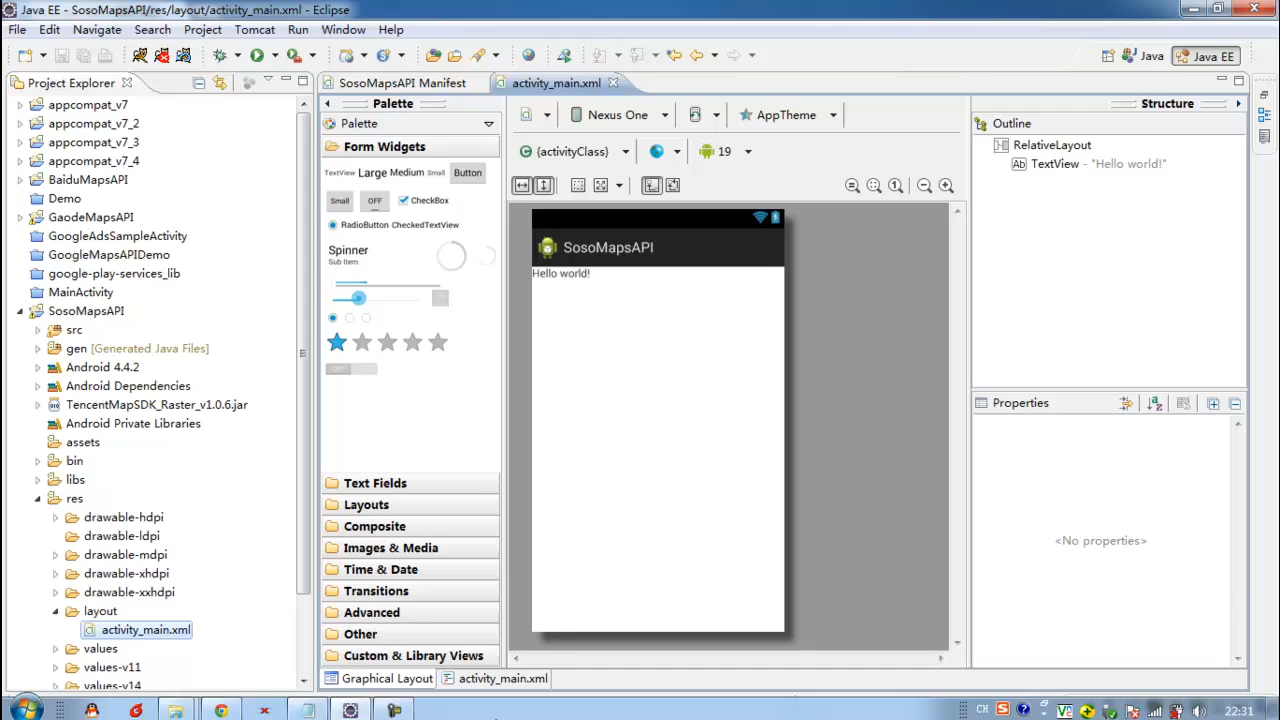 Java EE - SosoMapsAPI/res/layout/activity_main.xml - Eclipse
File Edit Navigate Search Project Tomcat Run Window Help
Java
Java EE
Project Explorer
appcompat_v7
appcompat_v7_2
appcompat_v7_3
appcompat_v7_4
BaiduMapsAPI
Demo
GaodeMapsAPI
GoogleAdsSampleActivity
GoogleMapsAPIDemo
google-play-services_lib
MainActivity
SosoMapsAPI
src
gen [Generated Java Files]
Android 4.4.2
Android Dependencies
TencentMapSDK_Raster_v1.0.6.jar
Android Private Libraries
assets
bin
libs
res
drawable-hdpi
drawable-ldpi
drawable-mdpi
drawable-xhdpi
drawable-xxhdpi
layout
activity_main.xml
values
values-v11
values-v14
SosoMapsAPI Manifest
activity_main.xml
Palette
Palette
Form Widgets
TextView Large Medium Small Button
Small OFF CheckBox
RadioButton CheckedTextView
Spinner
Sub Item
OFF
Text Fields
Layouts
Composite
Images & Media
Time & Date
Transitions
Advanced
Other
Custom & Library Views
Graphical Layout
activity_main.xml
Nexus One
AppTheme
{activityClass}
19
SosoMapsAPI
Hello world!
Structure
Outline
RelativeLayout
Ab TextView - "Hello world!"
Properties
<No properties>
CH
22:31